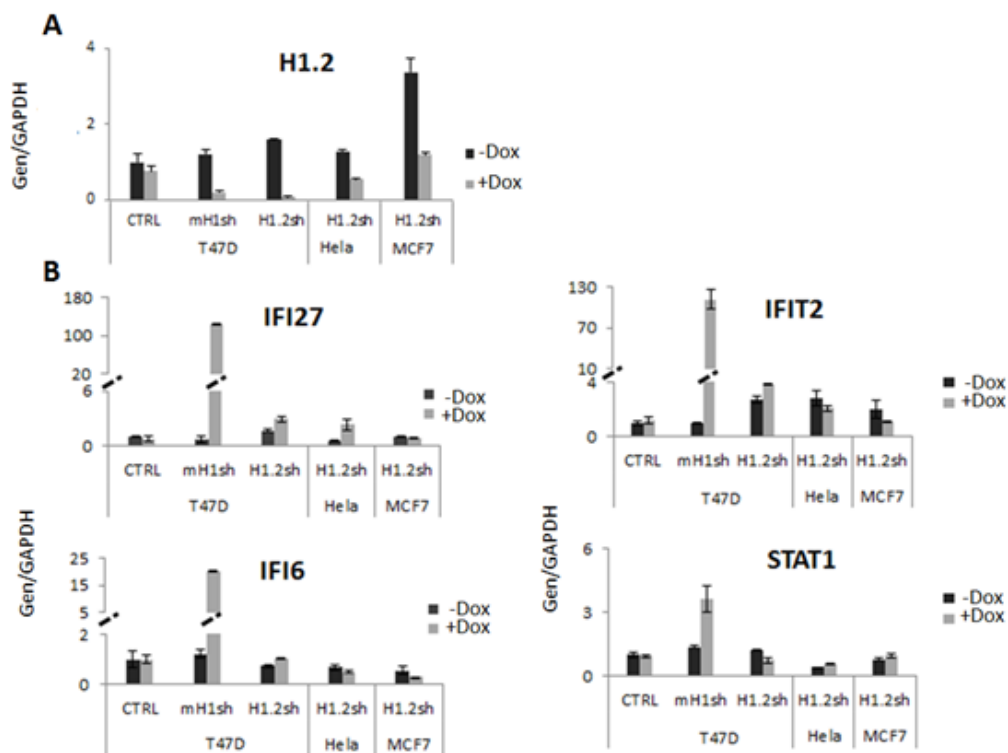 A
H1.2
Gen/GAPDH
4
2
0
-Dox
+Dox
CTRL mH1sh H1.2sh H1.2sh H1.2sh
T47D Hela MCF7
B
IFI27
180
100
20
6
0
-Dox
+Dox
CTRL mH1sh H1.2sh H1.2sh H1.2sh
T47D Hela MCF7
IFIT2
130
70
10
4
0
-Dox
+Dox
CTRL mH1sh H1.2sh H1.2sh H1.2sh
T47D Hela MCF7
Gen/GAPDH
IFI6
25
15
5
2
0
-Dox
+Dox
CTRL mH1sh H1.2sh H1.2sh H1.2sh
T47D Hela MCF7
Gen/GAPDH
STAT1
6
3
0
-Dox
+Dox
CTRL mH1sh H1.2sh H1.2sh H1.2sh
T47D Hela MCF7